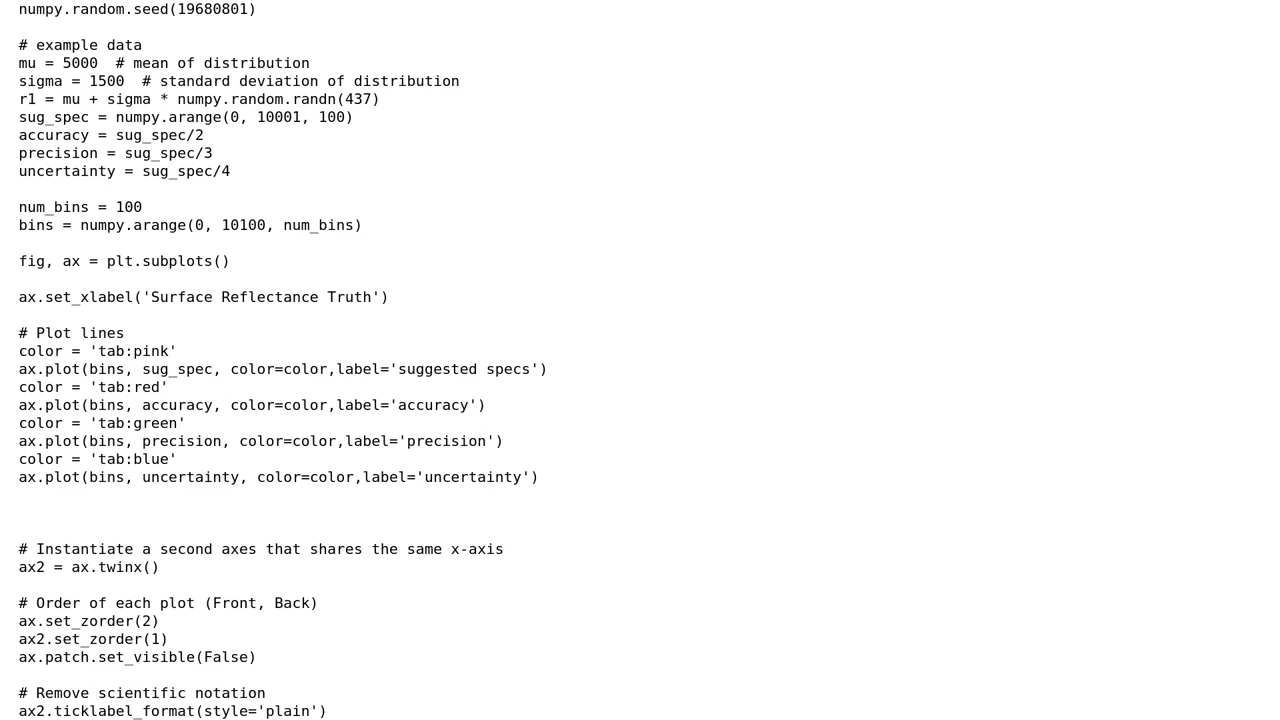 numpy.random.seed(19680801)
# example data
mu = 5000  # mean of distribution
sigma = 1500  # standard deviation of distribution
r1 = mu + sigma * numpy.random.randn(437)
sug_spec = numpy.arange(0, 10001, 100)
accuracy = sug_spec/2
precision = sug_spec/3
uncertainty = sug_spec/4
num_bins = 100
bins = numpy.arange(0, 10100, num_bins)
fig, ax = plt.subplots()
ax.set_xlabel('Surface Reflectance Truth')
# Plot lines
color = 'tab:pink'
ax.plot(bins, sug_spec, color=color,label='suggested specs')
color = 'tab:red'
ax.plot(bins, accuracy, color=color,label='accuracy')
color = 'tab:green'
ax.plot(bins, precision, color=color,label='precision')
color = 'tab:blue'
ax.plot(bins, uncertainty, color=color,label='uncertainty')
# Instantiate a second axes that shares the same x-axis
ax2 = ax.twinx()
# Order of each plot (Front, Back)
ax.set_zorder(2)
ax2.set_zorder(1)
ax.patch.set_visible(False)
# Remove scientific notation
ax2.ticklabel_format(style='plain')